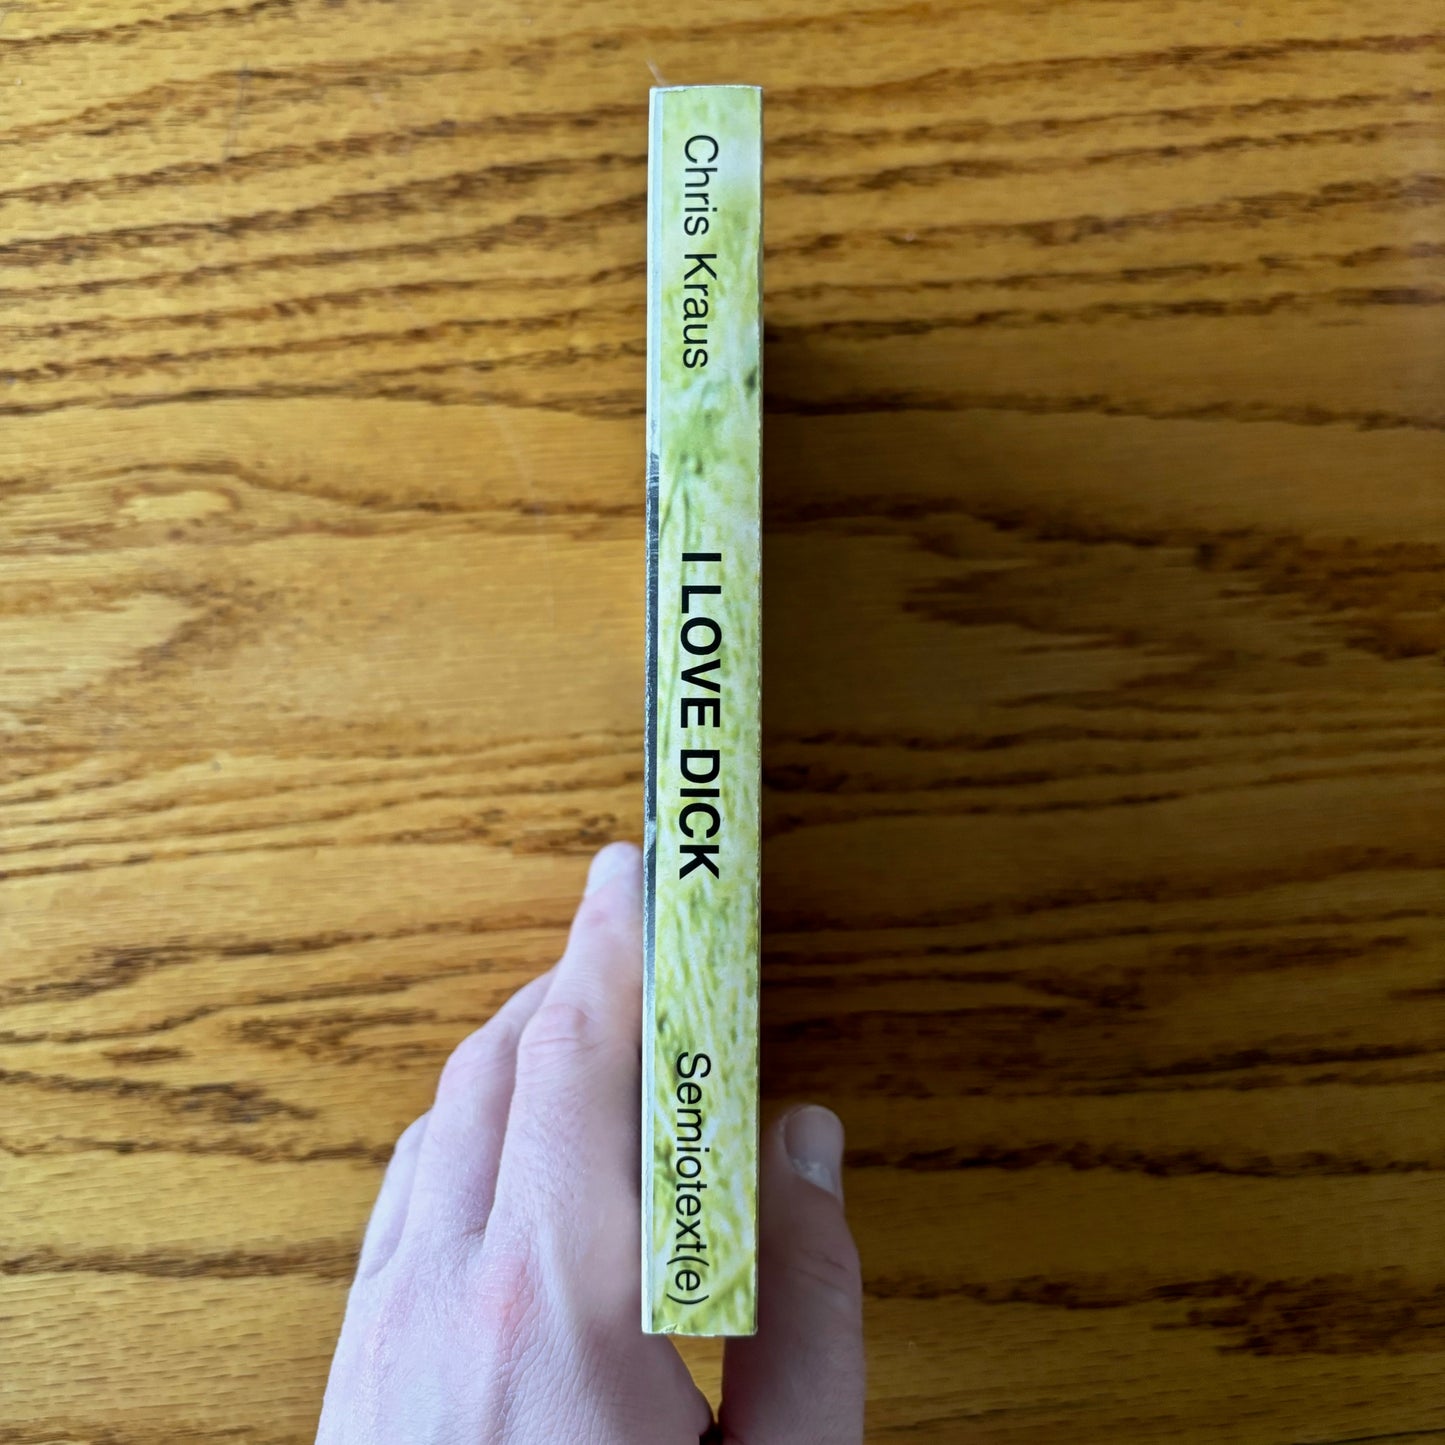 Chris Kraus
I LOVE DICK
Semiotext(e)